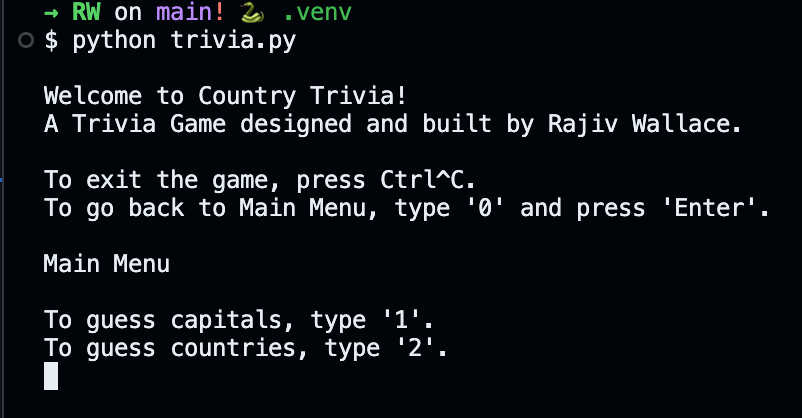 → RW on main! 🐍 .venv
$ python trivia.py
Welcome to Country Trivia!
A Trivia Game designed and built by Rajiv Wallace.
To exit the game, press Ctrl^C.
To go back to Main Menu, type '0' and press 'Enter'.
Main Menu
To guess capitals, type '1'.
To guess countries, type '2'.